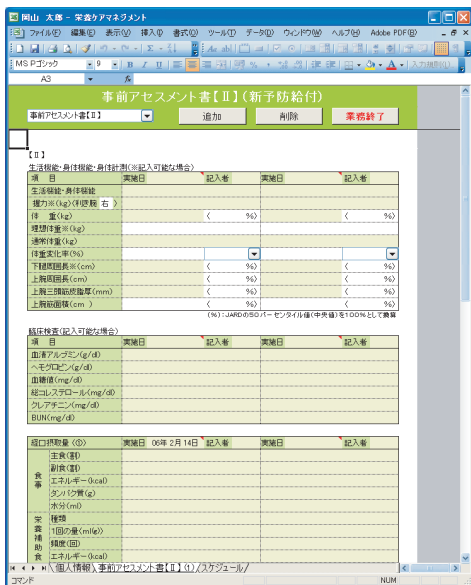 岡山 太郎 - 栄養ケアマネジメント
ファイル(F) 編集(E) 表示(V) 挿入(I) 書式(O) ツール(T) データ(D) ウィンドウ(W) ヘルプ(H) Adobe PDF(B)
MS Pゴシック 9 B I U
A3 fx
事前アセスメント書【Ⅱ】(新予防給付)
事前アセスメント書【Ⅱ】 追加 削除 業務終了
【Ⅱ】
生活機能・身体機能・身体計測(※記入可能な場合)
項 目 実施日 記入者 実施日 記入者
生活機能・身体機能
握力※(kg)(利き腕 右 )
体 重(kg) ( %) ( %)
理想体重※(kg)
通常体重(kg)
体重変化率(%)
下腿周囲長※(cm) ( %) ( %)
上腕周囲長(cm) ( %) ( %)
上腕三頭筋皮脂厚(mm) ( %) ( %)
上腕筋面積(cm ) ( %) ( %)
(%):JARDの50パーセンタイル値(中央値)を100%として換算
臨床検査(記入可能な場合)
項 目 実施日 記入者 実施日 記入者
血清アルブミン(g/dl)
ヘモグロビン(g/dl)
血糖値(mg/dl)
総コレステロール(mg/dl)
クレアチニン(mg/dl)
BUN(mg/dl)
経口摂取量(①) 実施日 06年 2月14日 記入者 実施日 記入者
食事 主食(割)
副食(割)
エネルギー(kcal)
タンパク質(g)
水分(ml)
栄養補助食 種類
1回の量(ml(g))
頻度(回)
エネルギー(kcal)
個人情報 事前アセスメント書【Ⅱ】(1) スケジュール
コマンド NUM